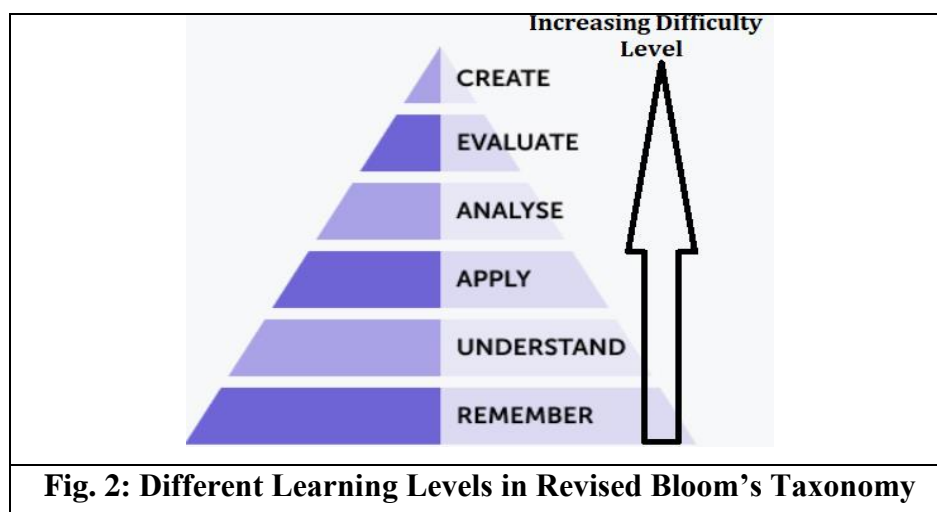 Increasing Difficulty
Level
CREATE
EVALUATE
ANALYSE
APPLY
UNDERSTAND
REMEMBER
Fig. 2: Different Learning Levels in Revised Bloom’s Taxonomy